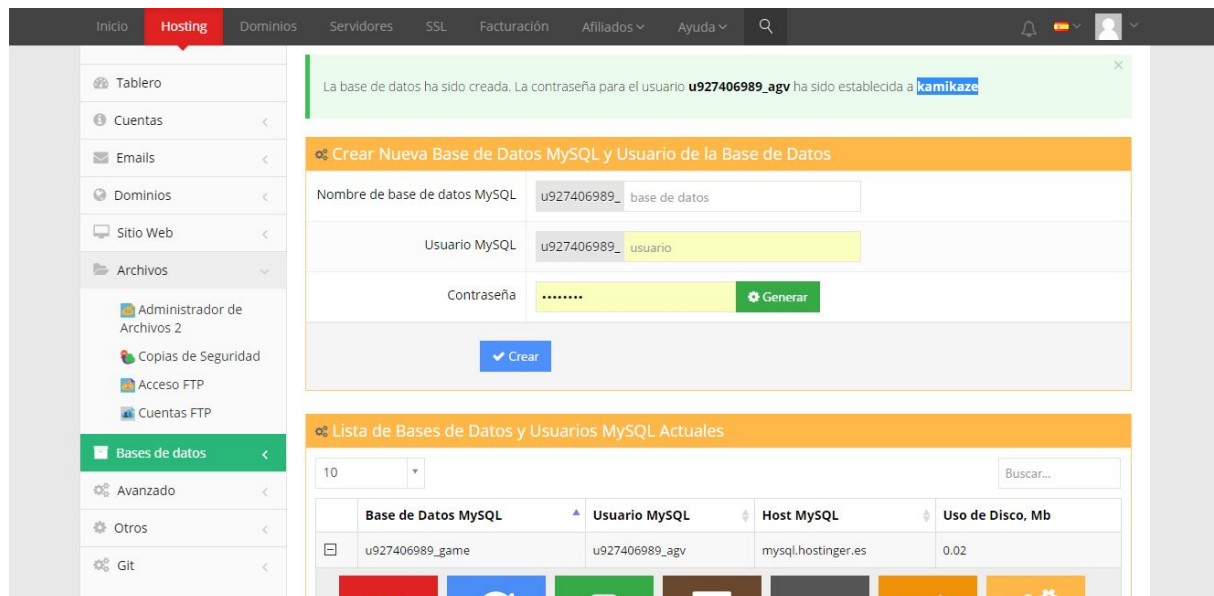 Inicio Hosting Dominios Servidores SSL Facturación Afiliados Ayuda
Tablero
Cuentas
Emails
Dominios
Sitio Web
Archivos
Administrador de
Archivos 2
Copias de Seguridad
Acceso FTP
Cuentas FTP
Bases de datos
Avanzado
Otros
Git
La base de datos ha sido creada. La contraseña para el usuario u927406989_agv ha sido establecida a kamikaze
Crear Nueva Base de Datos MySQL y Usuario de la Base de Datos
Nombre de base de datos MySQL u927406989_ base de datos
Usuario MySQL u927406989_ usuario
Contraseña •••••••• Generar
Crear
Lista de Bases de Datos y Usuarios MySQL Actuales
10 Buscar...
Base de Datos MySQL Usuario MySQL Host MySQL Uso de Disco, Mb
u927406989_game u927406989_agv mysql.hostinger.es 0.02